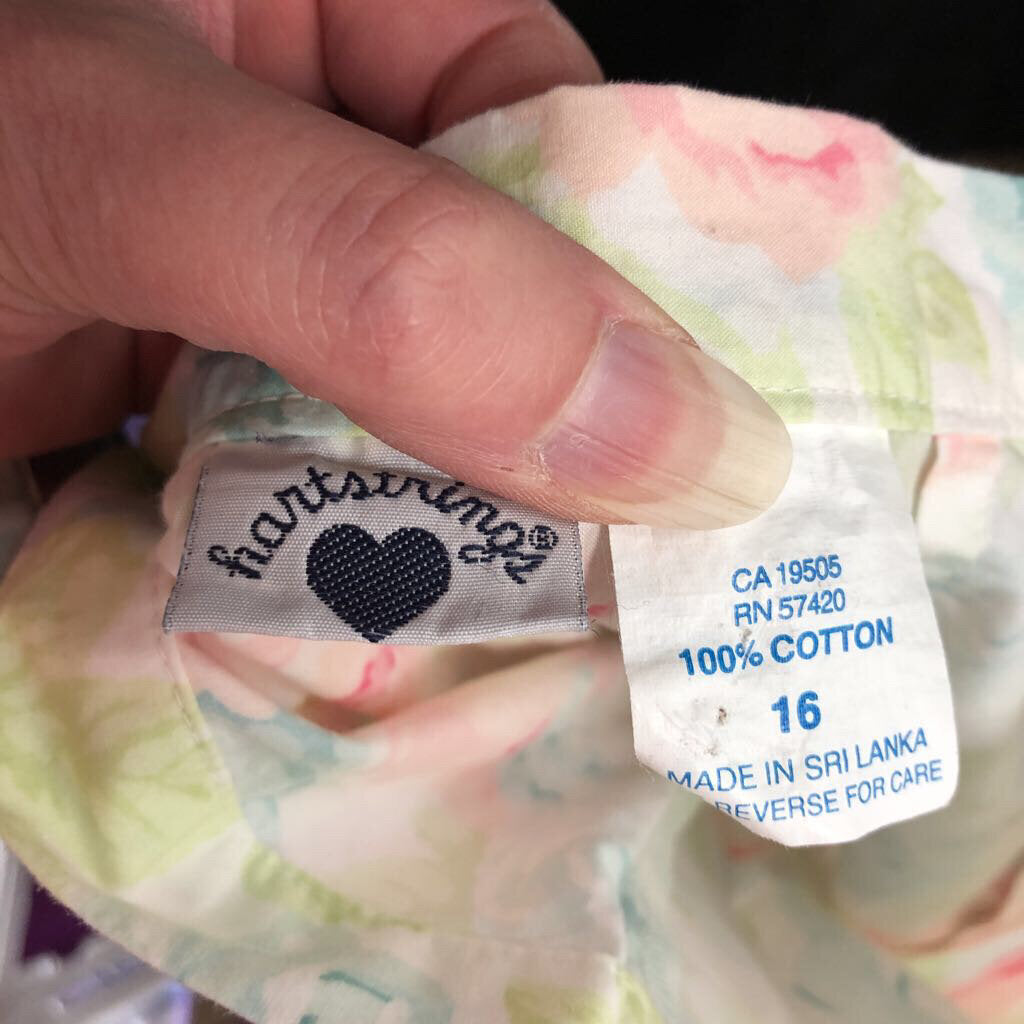 hartstrings®
CA 19505
RN 57420
100% COTTON
16
MADE IN SRI LANKA
REVERSE FOR CARE